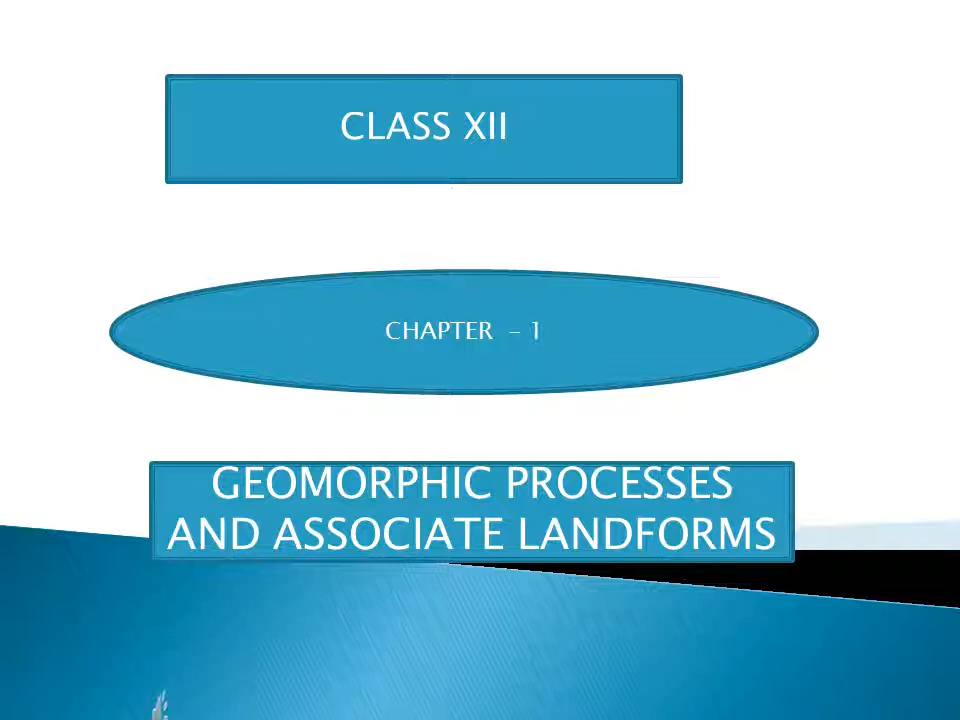 CLASS XII
CHAPTER - 1
GEOMORPHIC PROCESSES
AND ASSOCIATE LANDFORMS